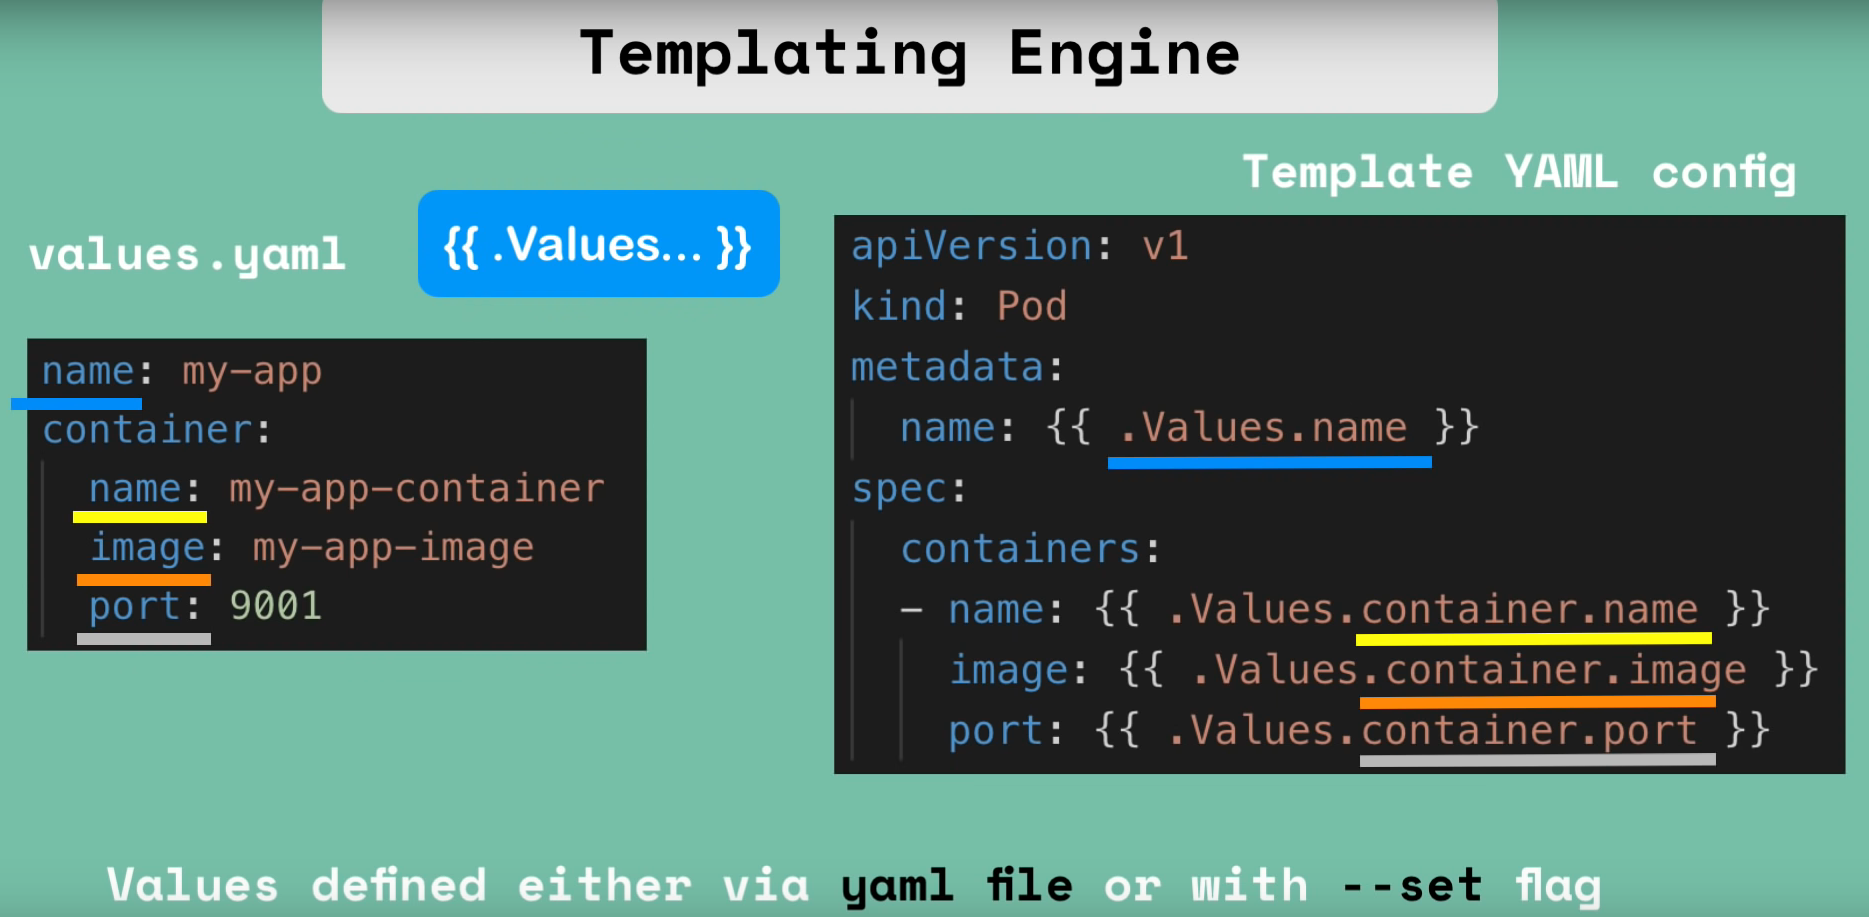 Templating Engine
values.yaml
{{ .Values... }}
name: my-app
container:
name: my-app-container
image: my-app-image
port: 9001
Template YAML config
apiVersion: v1
kind: Pod
metadata:
name: {{ .Values.name }}
spec:
containers:
- name: {{ .Values.container.name }}
image: {{ .Values.container.image }}
port: {{ .Values.container.port }}
Values defined either via yaml file or with --set flag